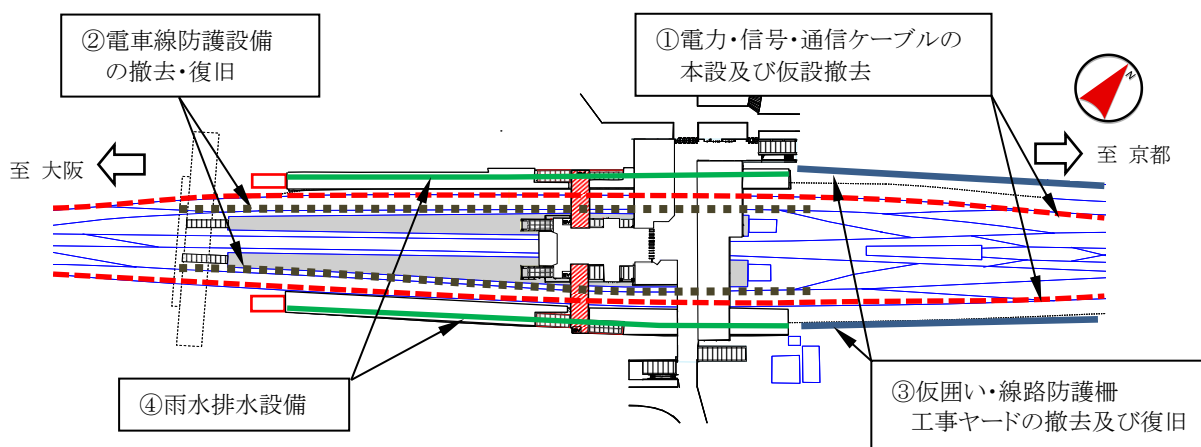 ②電車線防護設備
の撤去・復旧
①電力・信号・通信ケーブルの
本設及び仮設撤去
N
至 大阪
至 京都
④雨水排水設備
③仮囲い・線路防護柵
工事ヤードの撤去及び復旧